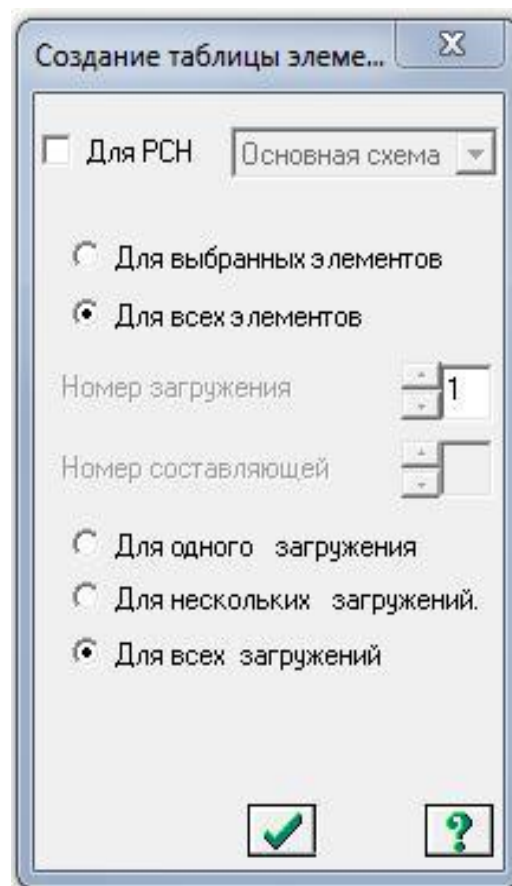 Создание таблицы элеме...
Для РСН Основная схема
Для выбранных элементов
Для всех элементов
Номер загружения 1
Номер составляющей
Для одного загружения
Для нескольких загружений.
Для всех загружений
?